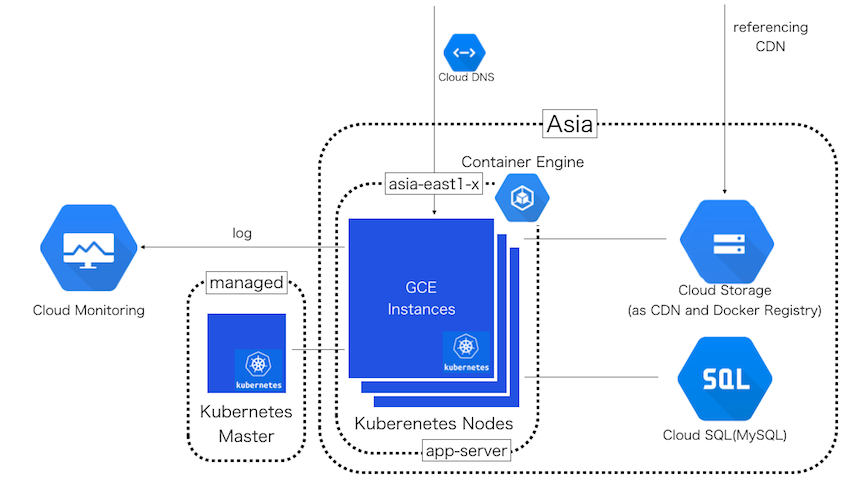 referencing
CDN
Cloud DNS
Asia
Container Engine
asia-east1-x
log
Cloud Monitoring
managed
GCE
Instances
kubernetes
kubernetes
Kubernetes
Master
Kuberenetes Nodes
app-server
Cloud Storage
(as CDN and Docker Registry)
SQL
Cloud SQL(MySQL)